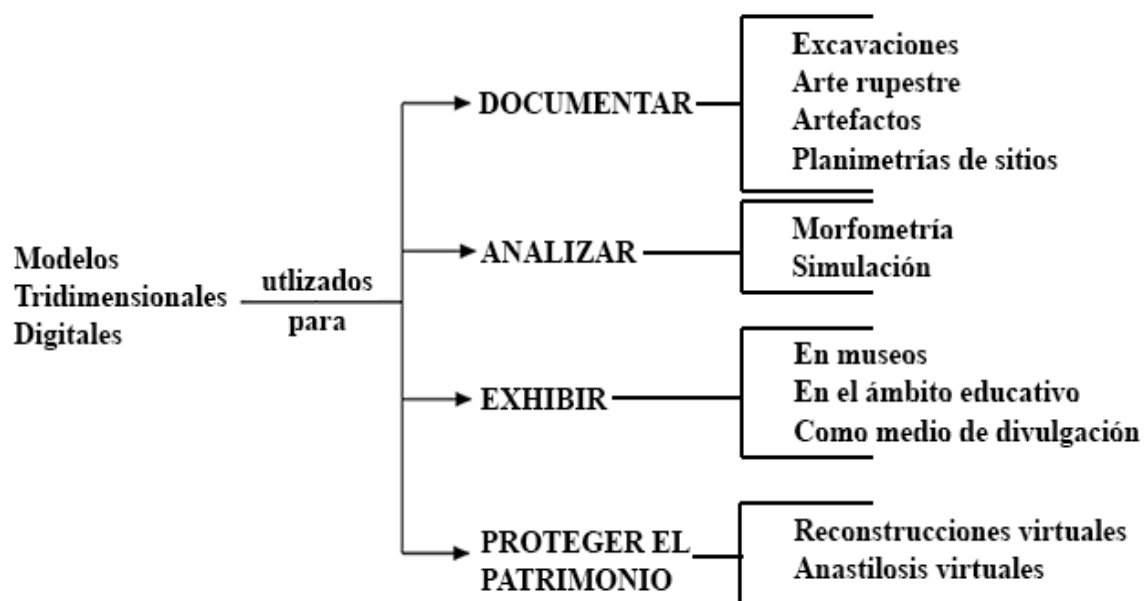 Modelos
Tridimensionales
Digitales
utlizados
para
DOCUMENTAR
Excavaciones
Arte rupestre
Artefactos
Planimetrías de sitios
ANALIZAR
Morfometría
Simulación
EXHIBIR
En museos
En el ámbito educativo
Como medio de divulgación
PROTEGER EL
PATRIMONIO
Reconstrucciones virtuales
Anastilosis virtuales